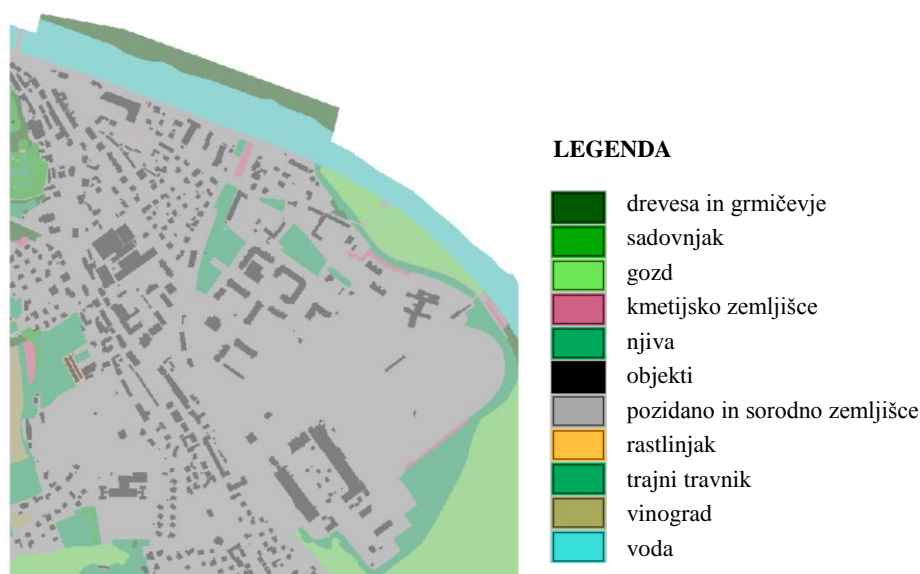 LEGENDA
drevesa in grmičevje
sadovnjak
gozd
kmetijsko zemljišce
njiva
objekti
pozidano in sorodno zemljišce
rastlinjak
trajni travnik
vinograd
voda